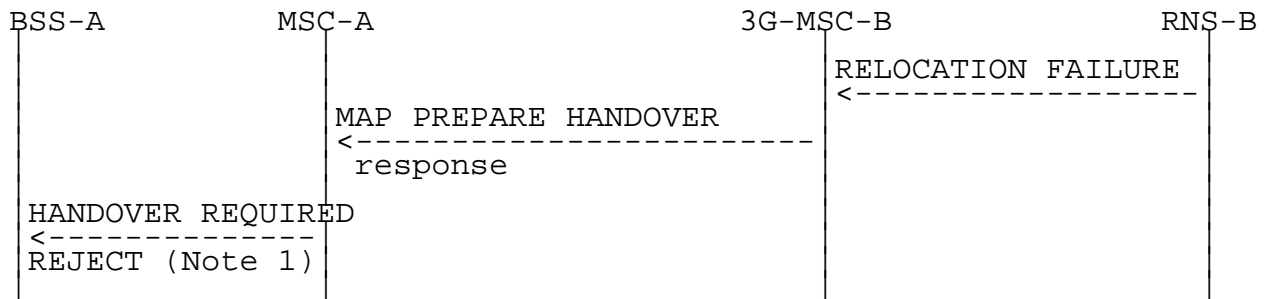 BSS-A MSC-A 3G-MSC-B RNS-B
RELOCATION FAILURE
MAP PREPARE HANDOVER
response
HANDOVER REQUIRED
REJECT (Note 1)